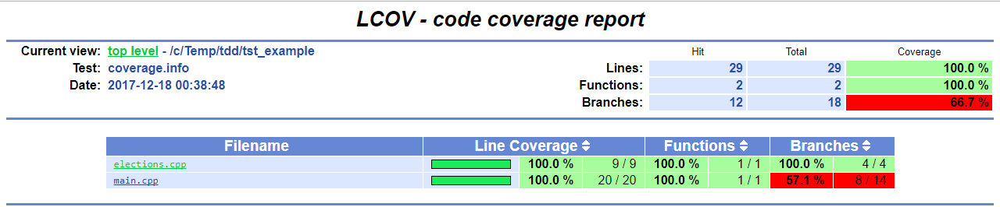 LCOV - code coverage report
Current view: top level - /c/Temp/tdd/tst_example
Hit Total Coverage
Test: coverage.info
Lines: 29 29 100.0 %
Date: 2017-12-18 00:38:48
Functions: 2 2 100.0 %
Branches: 12 18 66.7 %
Filename Line Coverage Functions Branches
elections.cpp 100.0 % 9 / 9 100.0 % 1 / 1 100.0 % 4 / 4
main.cpp 100.0 % 20 / 20 100.0 % 1 / 1 57.1 % 8 / 14